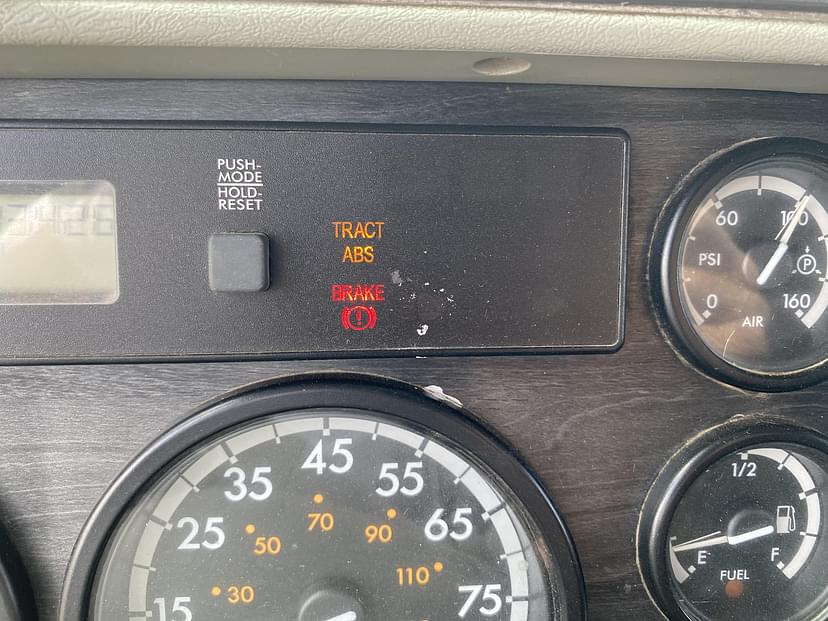 PUSH-
MODE
HOLD-
RESET
TRACT
ABS
BRAKE
60
100
PSI
P
0
160
AIR
45
35
55
25
65
15
75
70
50
90
30
110
1/2
E
F
FUEL